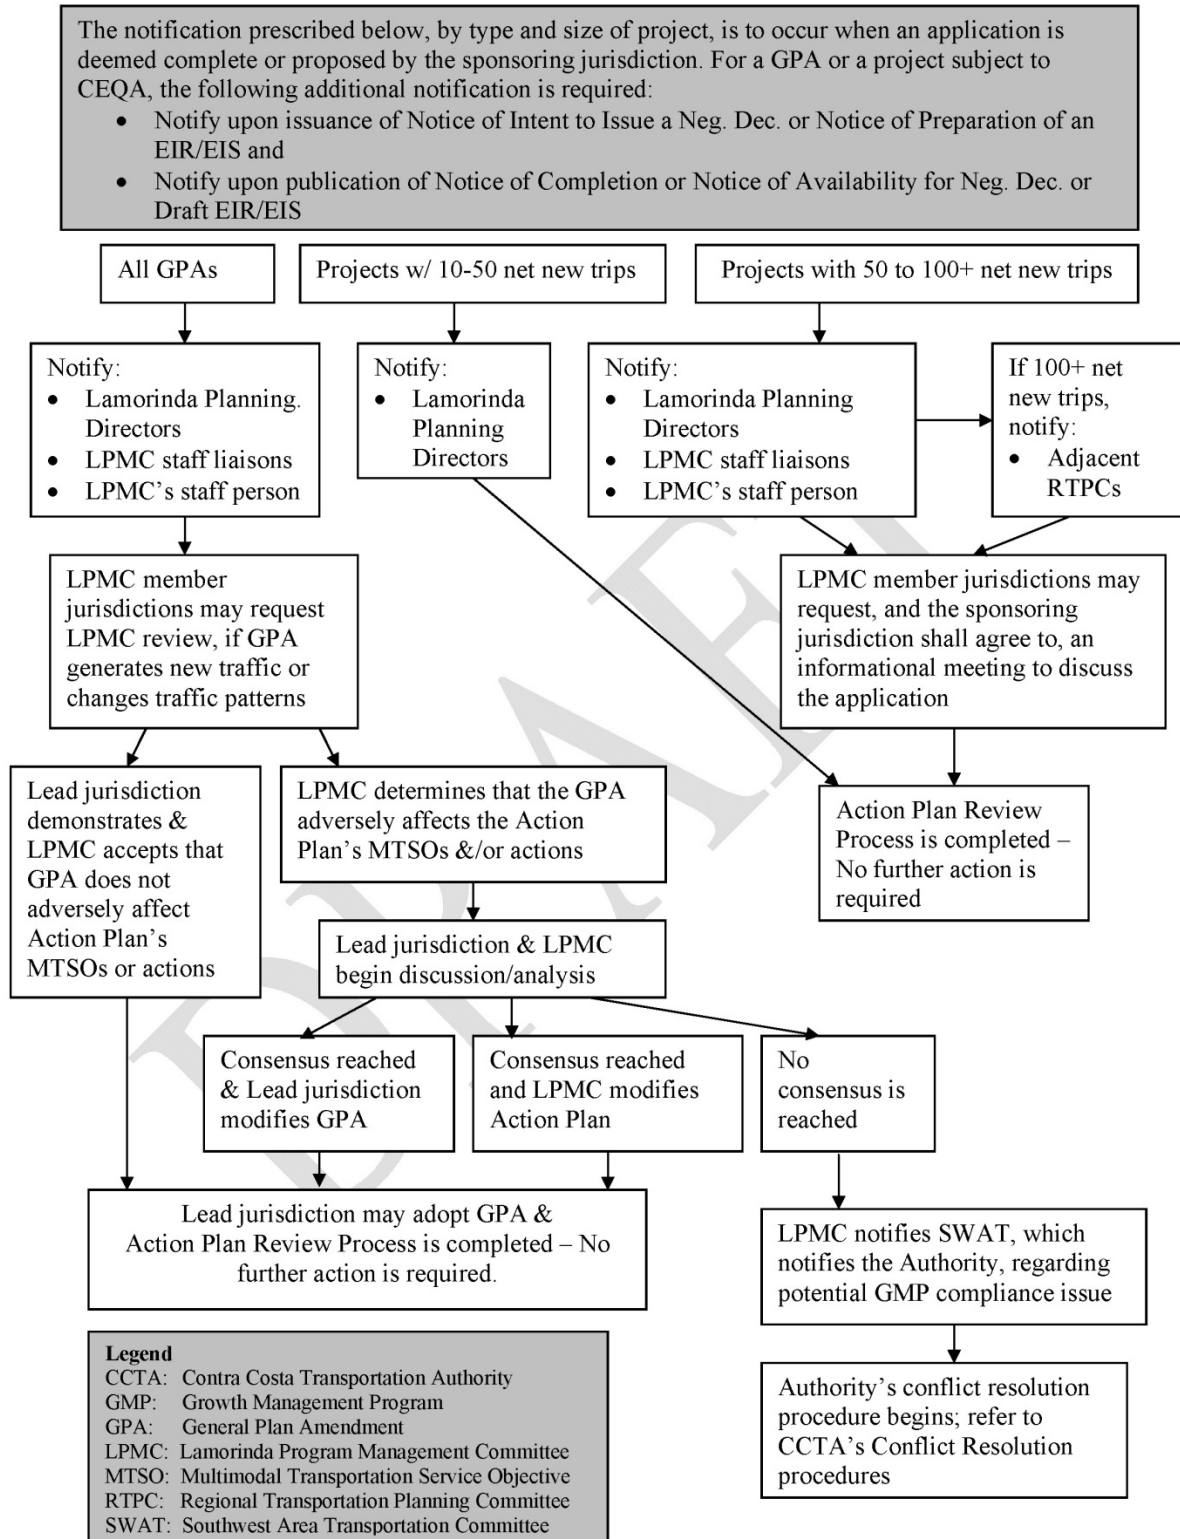 The notification prescribed below, by type and size of project, is to occur when an application is
deemed complete or proposed by the sponsoring jurisdiction. For a GPA or a project subject to
CEQA, the following additional notification is required:
• Notify upon issuance of Notice of Intent to Issue a Neg. Dec. or Notice of Preparation of an
EIR/EIS and
• Notify upon publication of Notice of Completion or Notice of Availability for Neg. Dec. or
Draft EIR/EIS
All GPAs
Projects w/ 10-50 net new trips
Projects with 50 to 100+ net new trips
Notify:
• Lamorinda Planning.
Directors
• LPMC staff liaisons
• LPMC's staff person
Notify:
• Lamorinda
Planning
Directors
Notify:
• Lamorinda Planning
Directors
• LPMC staff liaisons
• LPMC's staff person
If 100+ net
new trips,
notify:
• Adjacent
RTPCs
LPMC member
jurisdictions may request
LPMC review, if GPA
generates new traffic or
changes traffic patterns
LPMC member jurisdictions may
request, and the sponsoring
jurisdiction shall agree to, an
informational meeting to discuss
the application
Lead jurisdiction
demonstrates &
LPMC accepts that
GPA does not
adversely affect
Action Plan's
MTSOs or actions
LPMC determines that the GPA
adversely affects the Action
Plan's MTSOs &/or actions
Action Plan Review
Process is completed –
No further action is
required
Lead jurisdiction & LPMC
begin discussion/analysis
Consensus reached
& Lead jurisdiction
modifies GPA
Consensus reached
and LPMC modifies
Action Plan
No
consensus is
reached
Lead jurisdiction may adopt GPA &
Action Plan Review Process is completed – No
further action is required.
LPMC notifies SWAT, which
notifies the Authority, regarding
potential GMP compliance issue
Authority's conflict resolution
procedure begins; refer to
CCTA's Conflict Resolution
procedures
Legend
CCTA: Contra Costa Transportation Authority
GMP: Growth Management Program
GPA: General Plan Amendment
LPMC: Lamorinda Program Management Committee
MTSO: Multimodal Transportation Service Objective
RTPC: Regional Transportation Planning Committee
SWAT: Southwest Area Transportation Committee
DRAFT